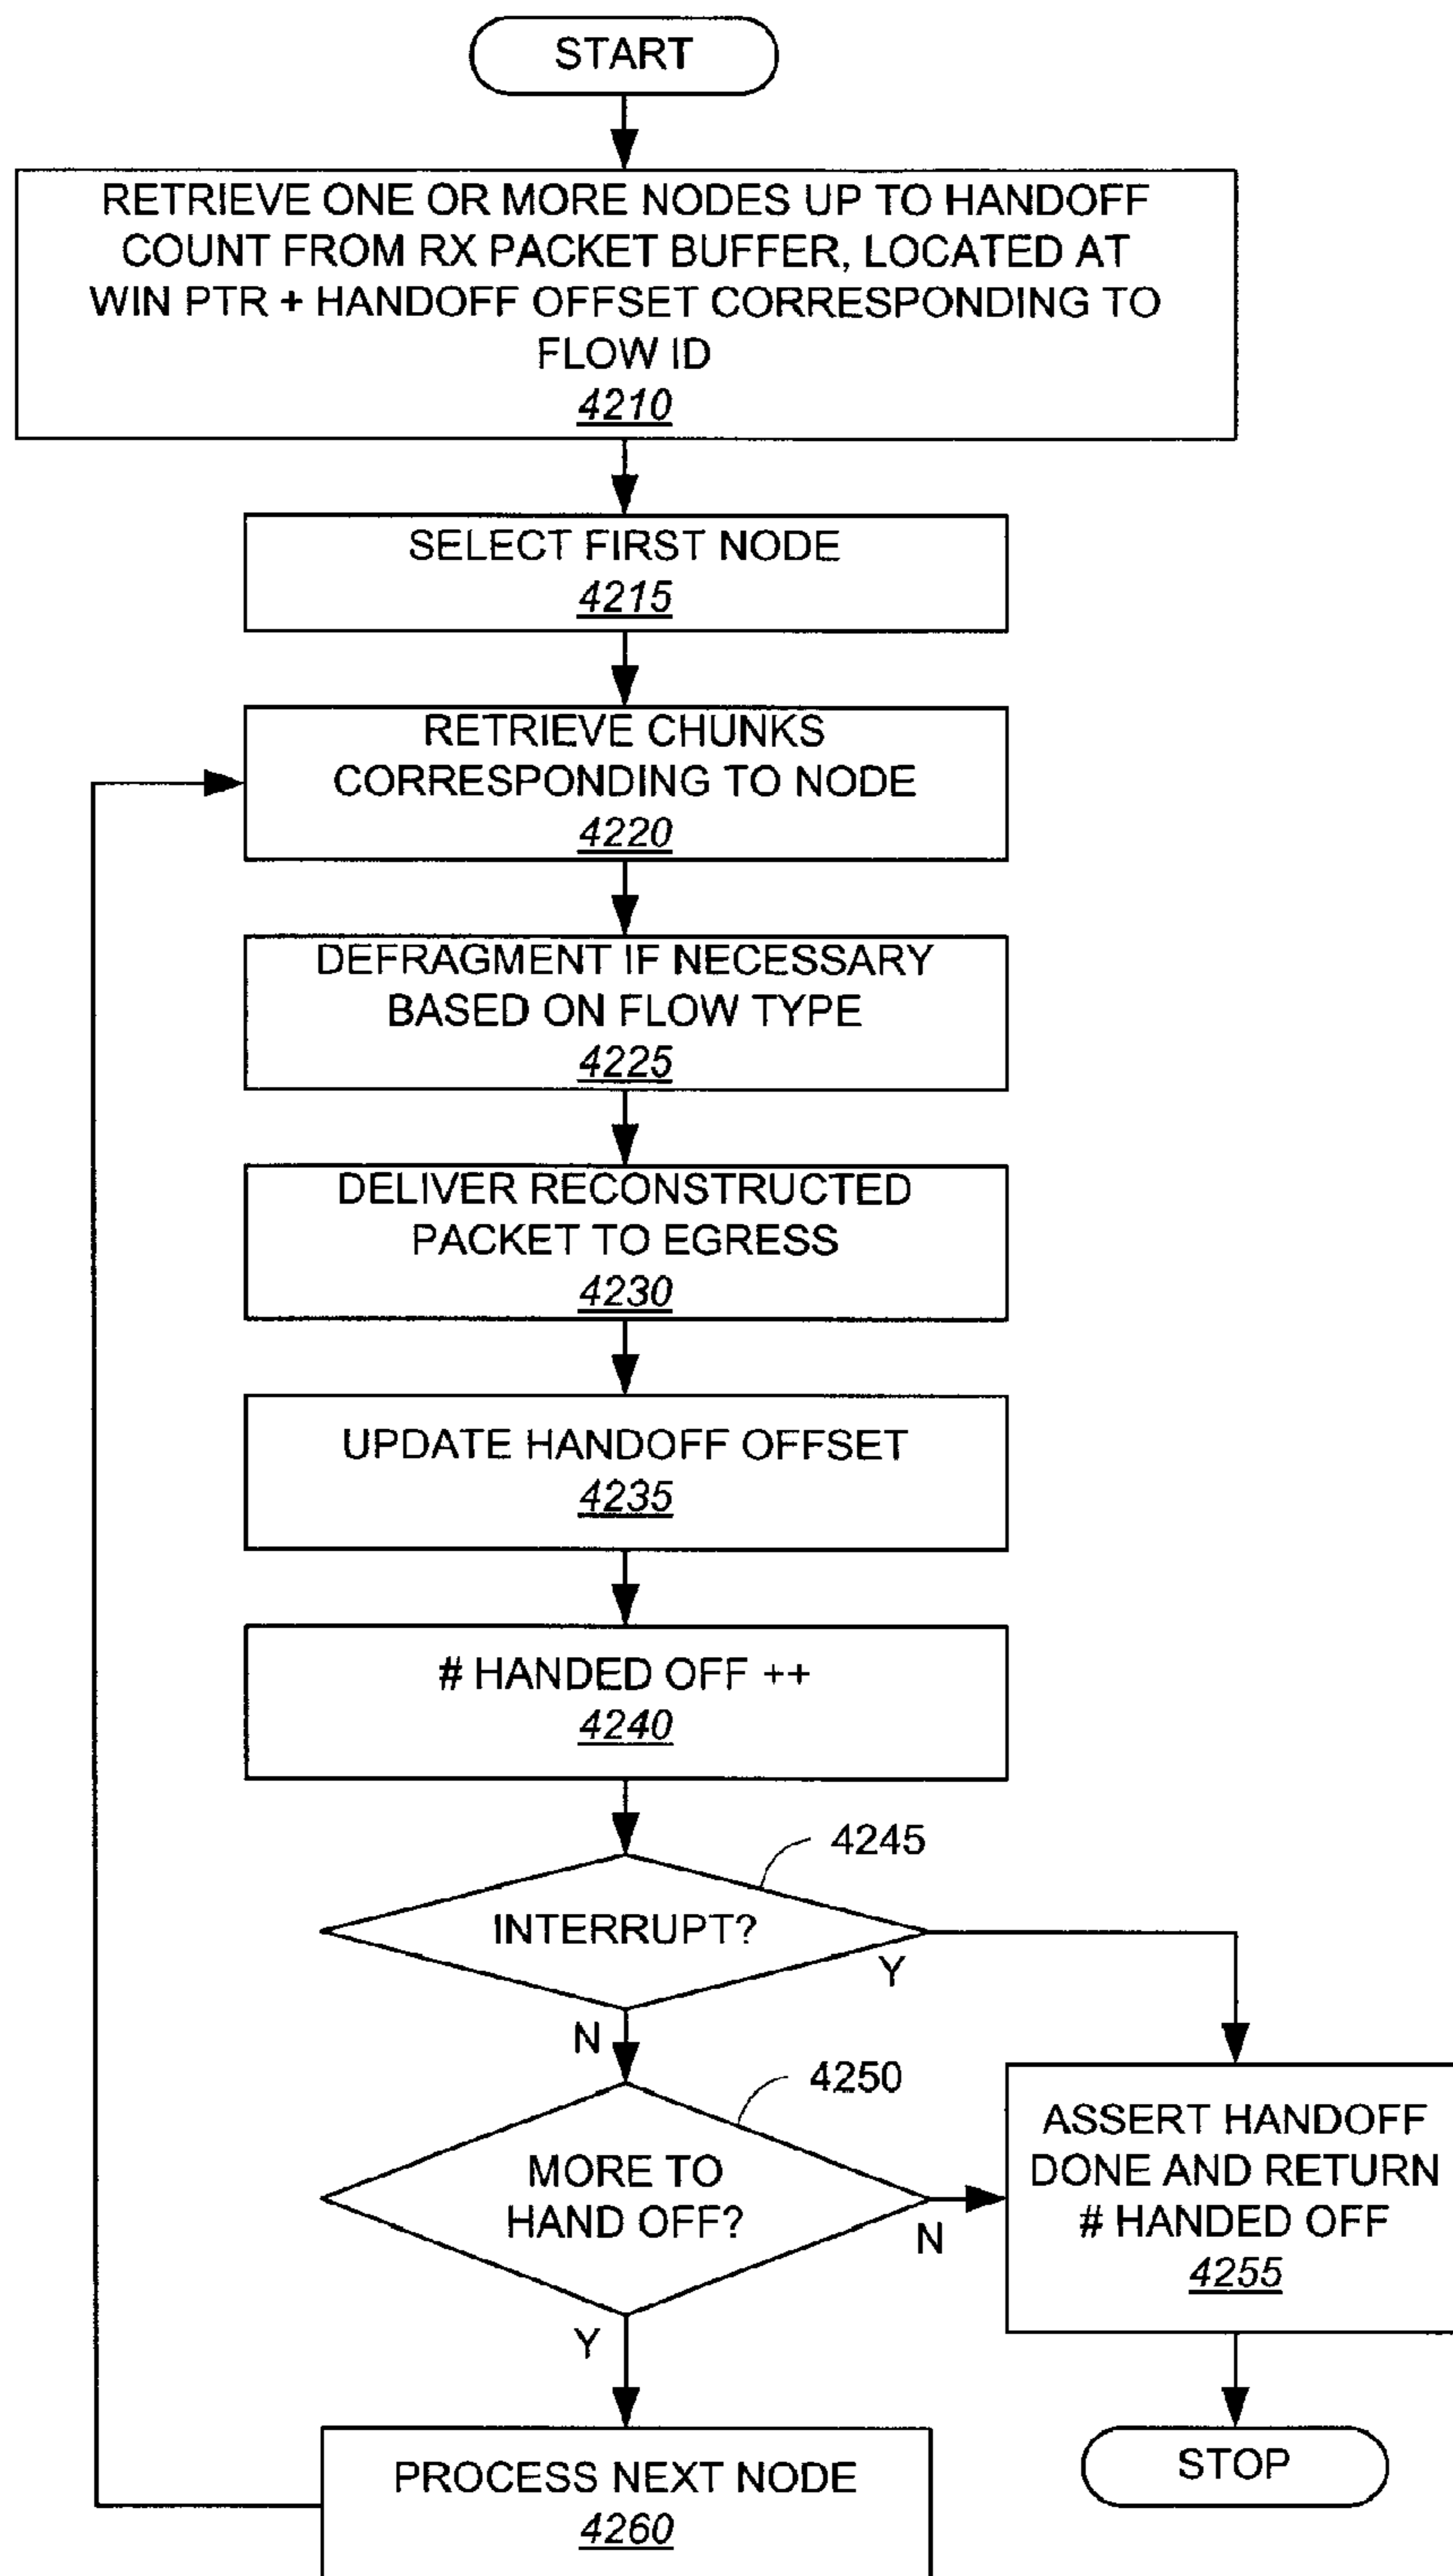 START
RETRIEVE ONE OR MORE NODES UP TO HANDOFF
COUNT FROM RX PACKET BUFFER, LOCATED AT
WIN PTR + HANDOFF OFFSET CORRESPONDING TO
FLOW ID
4210
SELECT FIRST NODE
4215
RETRIEVE CHUNKS
CORRESPONDING TO NODE
4220
DEFRAGMENT IF NECESSARY
BASED ON FLOW TYPE
4225
DELIVER RECONSTRUCTED
PACKET TO EGRESS
4230
UPDATE HANDOFF OFFSET
4235
# HANDED OFF ++
4240
4245
INTERRUPT?
Y
N
4250
MORE TO
HAND OFF?
N
Y
ASSERT HANDOFF
DONE AND RETURN
# HANDED OFF
4255
PROCESS NEXT NODE
4260
STOP